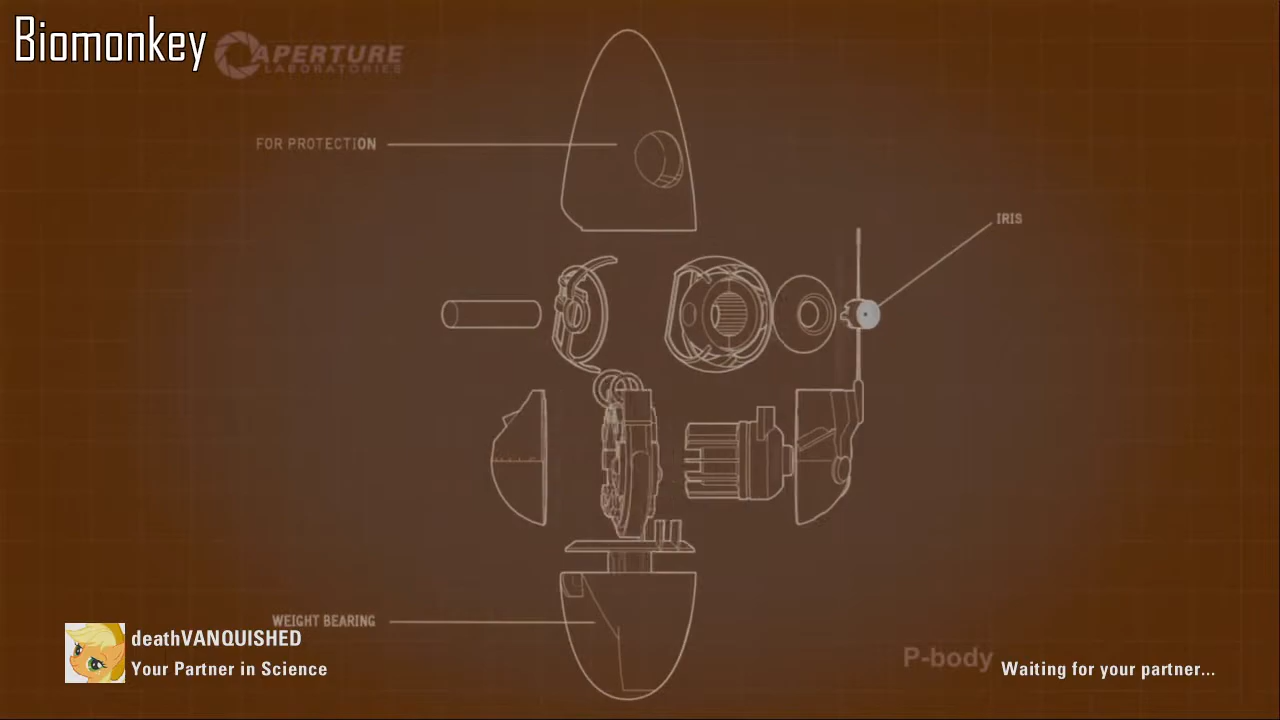 Biomonkey
APERTURE
LABORATORIES
FOR PROTECTION
IRIS
WEIGHT BEARING
deathVANQUISHED
Your Partner in Science
P-body
Waiting for your partner...